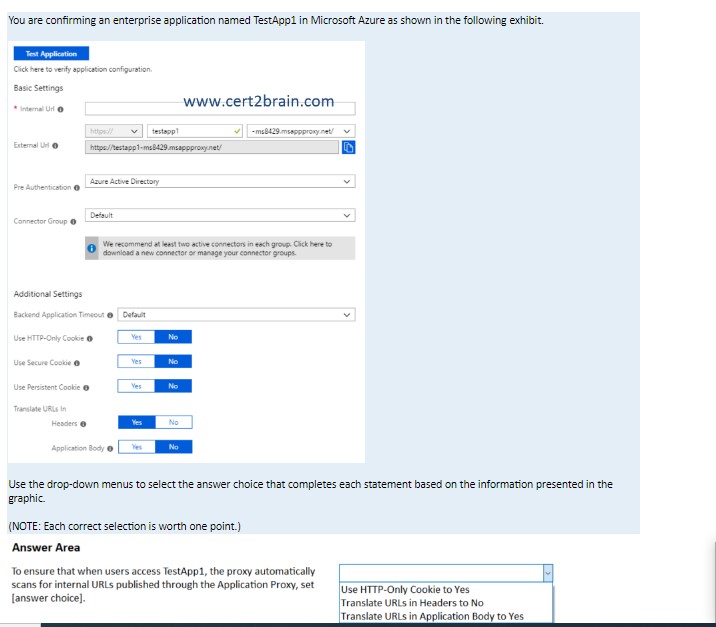 You are confirming an enterprise application named TestApp1 in Microsoft Azure as shown in the following exhibit.
Test Application
Click here to verify application configuration.
Basic Settings
www.cert2brain.com
* Internal Url
https://
testapp1
-ms8429.msappproxy.net/
External Url
https://testapp1-ms8429.msappproxy.net/
Pre Authentication
Azure Active Directory
Connector Group
Default
We recommend at least two active connectors in each group. Click here to
download a new connector or manage your connector groups.
Additional Settings
Backend Application Timeout Default
Use HTTP-Only Cookie Yes No
Use Secure Cookie Yes No
Use Persistent Cookie Yes No
Translate URLs In
Headers Yes No
Application Body Yes No
Use the drop-down menus to select the answer choice that completes each statement based on the information presented in the
graphic.
(NOTE: Each correct selection is worth one point.)
Answer Area
To ensure that when users access TestApp1, the proxy automatically
scans for internal URLs published through the Application Proxy, set
[answer choice].
Use HTTP-Only Cookie to Yes
Translate URLs in Headers to No
Translate URLs in Application Body to Yes